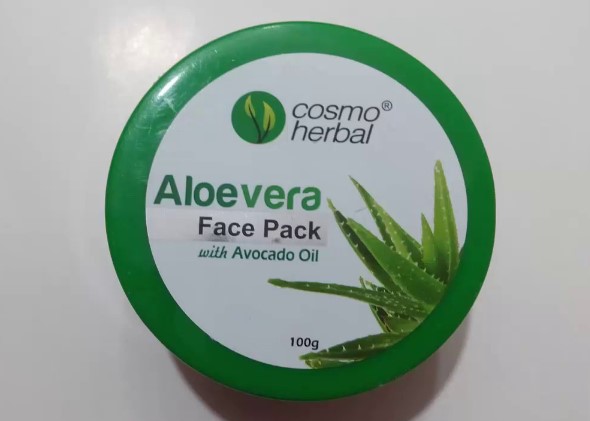 cosmo®
herbal
Aloevera
Face Pack
with Avocado Oil
100g